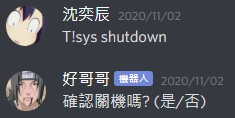 沈奕辰 2020/11/02
T!sys shutdown
好哥哥 機器人 2020/11/02
確認關機嗎? (是/否)